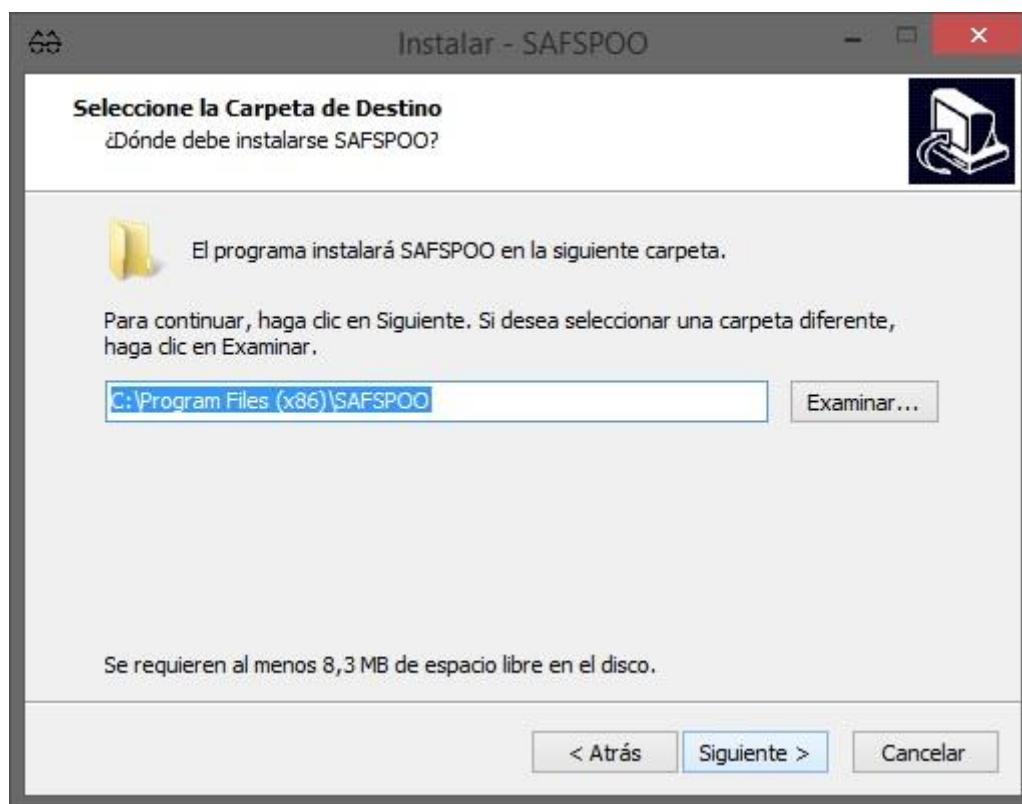 Instalar - SAFSPOO
Seleccione la Carpeta de Destino
¿Dónde debe instalarse SAFSPOO?
El programa instalará SAFSPOO en la siguiente carpeta.
Para continuar, haga clic en Siguiente. Si desea seleccionar una carpeta diferente,
haga clic en Examinar.
C:\Program Files (x86)\SAFSPOO
Examinar...
Se requieren al menos 8,3 MB de espacio libre en el disco.
< Atrás
Siguiente >
Cancelar